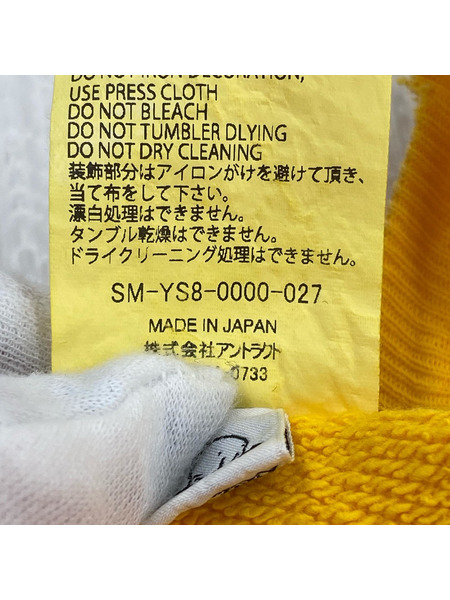 DO NOT IRON DECORATION,
USE PRESS CLOTH
DO NOT BLEACH
DO NOT TUMBLER DLYING
DO NOT DRY CLEANING
装飾部分はアイロンがけを避けて頂き、
当て布をして下さい。
漂白処理はできません。
タンブル乾燥はできません。
ドライクリーニング処理はできません。
SM-YS8-0000-027
MADE IN JAPAN
株式会社アントラクト
-0733